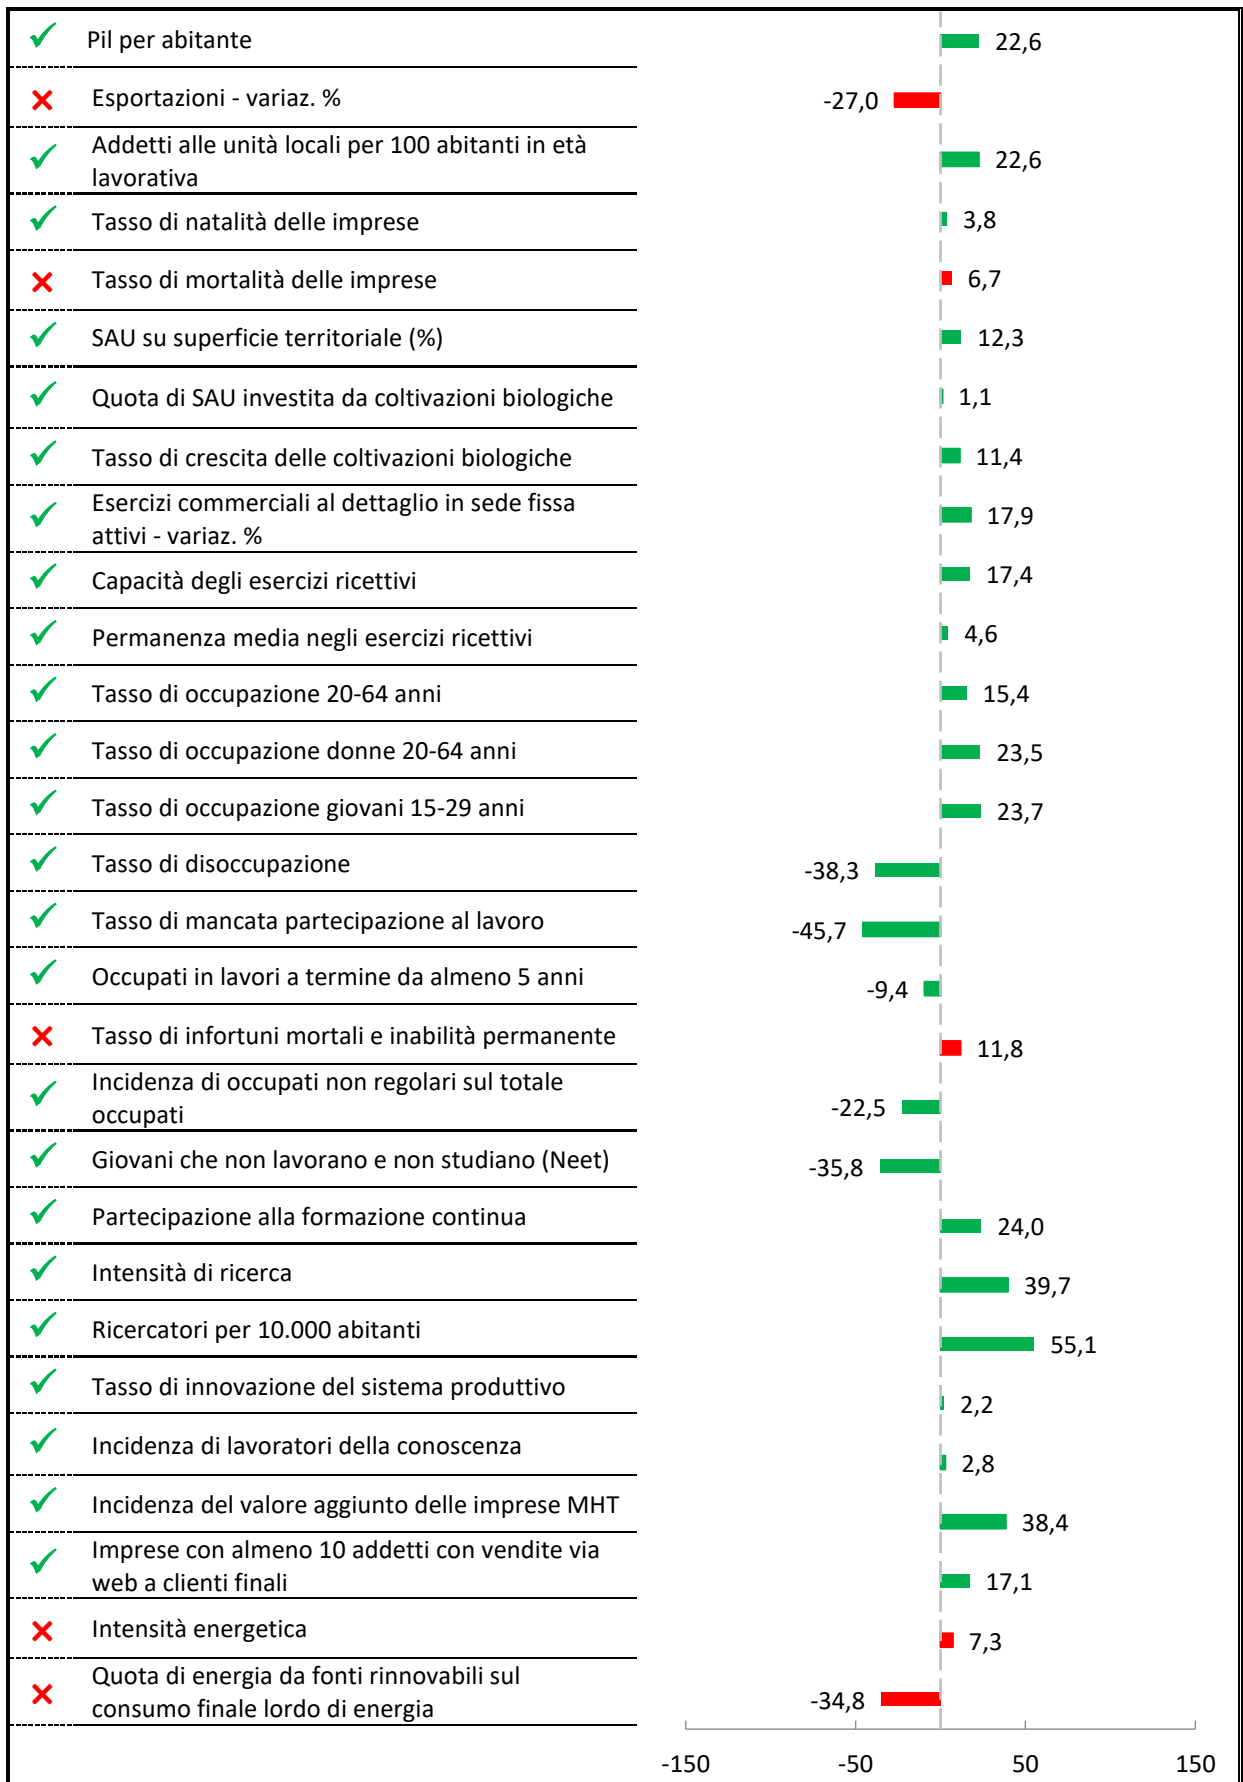 Pil per abitante 22,6
Esportazioni - variaz. % -27,0
Addetti alle unità locali per 100 abitanti in età
lavorativa 22,6
Tasso di natalità delle imprese 3,8
Tasso di mortalità delle imprese 6,7
SAU su superficie territoriale (%) 12,3
Quota di SAU investita da coltivazioni biologiche 1,1
Tasso di crescita delle coltivazioni biologiche 11,4
Esercizi commerciali al dettaglio in sede fissa
attivi - variaz. % 17,9
Capacità degli esercizi ricettivi 17,4
Permanenza media negli esercizi ricettivi 4,6
Tasso di occupazione 20-64 anni 15,4
Tasso di occupazione donne 20-64 anni 23,5
Tasso di occupazione giovani 15-29 anni 23,7
Tasso di disoccupazione -38,3
Tasso di mancata partecipazione al lavoro -45,7
Occupati in lavori a termine da almeno 5 anni -9,4
Tasso di infortuni mortali e inabilità permanente 11,8
Incidenza di occupati non regolari sul totale
occupati -22,5
Giovani che non lavorano e non studiano (Neet) -35,8
Partecipazione alla formazione continua 24,0
Intensità di ricerca 39,7
Ricercatori per 10.000 abitanti 55,1
Tasso di innovazione del sistema produttivo 2,2
Incidenza di lavoratori della conoscenza 2,8
Incidenza del valore aggiunto delle imprese MHT 38,4
Imprese con almeno 10 addetti con vendite via
web a clienti finali 17,1
Intensità energetica 7,3
Quota di energia da fonti rinnovabili sul
consumo finale lordo di energia -34,8
-150 -50 50 150